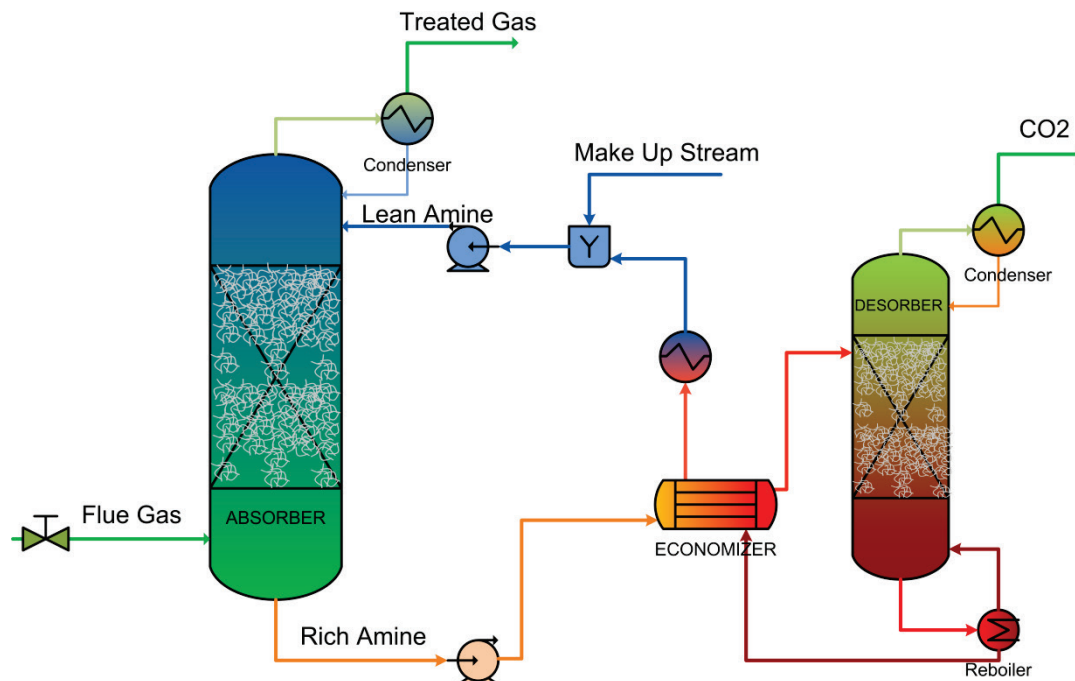 Treated Gas
CO2
Condenser
Make Up Stream
Lean Amine
Y
Condenser
DESORBER
Flue Gas
ABSORBER
ECONOMIZER
Rich Amine
Reboiler